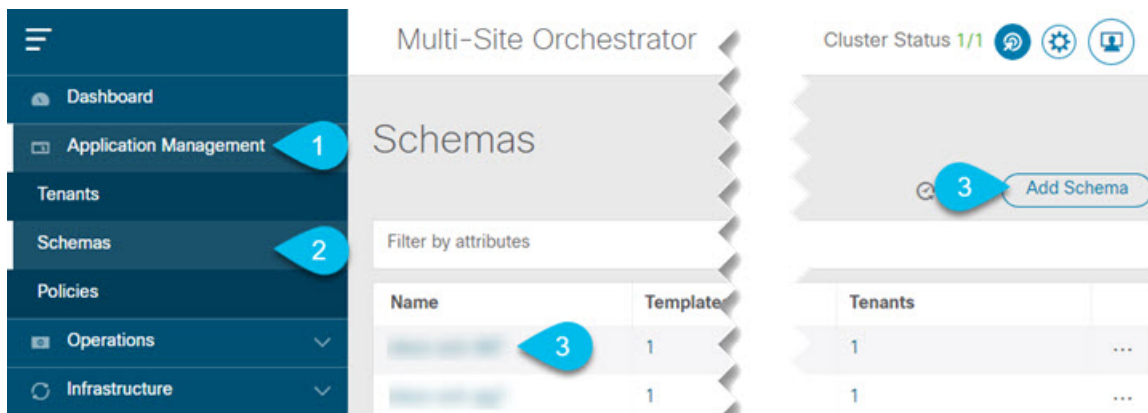 Multi-Site Orchestrator
Cluster Status 1/1
Dashboard
Application Management
1
Tenants
Schemas
2
Policies
Operations
Infrastructure
Schemas
3
Add Schema
Filter by attributes
Name Template Tenants
3 1 1 ...
1 1 ...